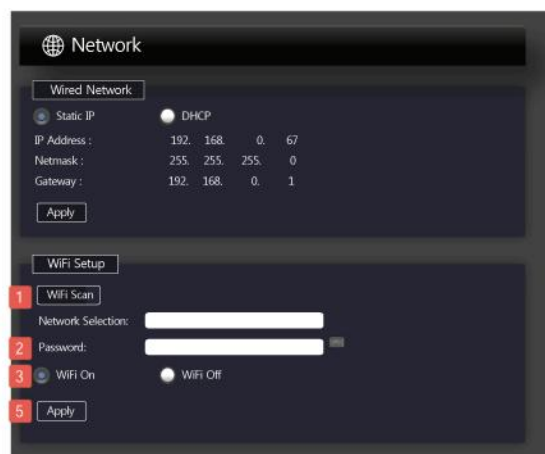 Network
Wired Network
Static IP DHCP
IP Address : 192. 168. 0. 67
Netmask : 255. 255. 255. 0
Gateway : 192. 168. 0. 1
Apply
WiFi Setup
1 WiFi Scan
Network Selection:
2 Password:
3 WiFi On WiFi Off
5 Apply